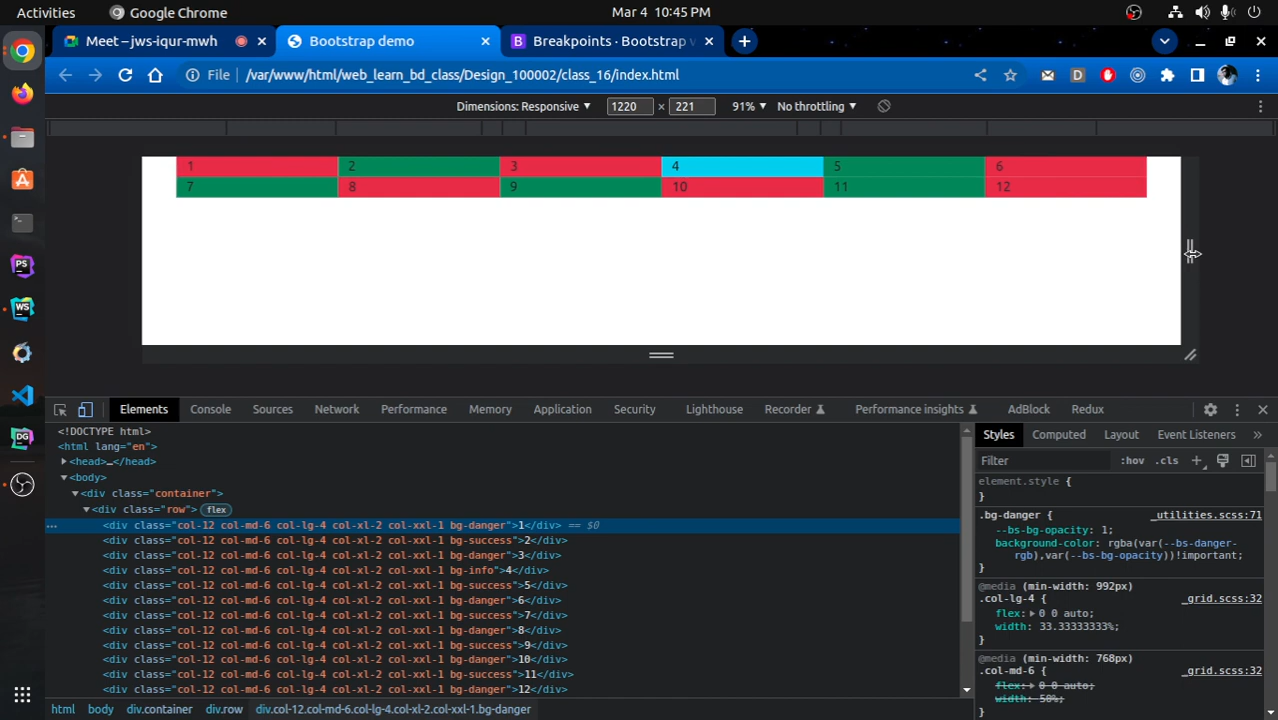 Activities
Google Chrome
Mar 4 10:45 PM
Meet – jws-iqur-mwh
Bootstrap demo
Breakpoints · Bootstrap v
File
/var/www/html/web_learn_bd_class/Design_100002/class_16/index.html
Dimensions: Responsive
1220 × 221
91%
No throttling
1 2 3 4 5 6
7 8 9 10 11 12
Elements Console Sources Network Performance Memory Application Security Lighthouse Recorder Performance insights AdBlock Redux
<!DOCTYPE html>
<html lang="en">
<head>…</head>
<body>
<div class="container">
<div class="row"> flex
<div class="col-12 col-md-6 col-lg-4 col-xl-2 col-xxl-1 bg-danger">1</div> == $0
<div class="col-12 col-md-6 col-lg-4 col-xl-2 col-xxl-1 bg-success">2</div>
<div class="col-12 col-md-6 col-lg-4 col-xl-2 col-xxl-1 bg-danger">3</div>
<div class="col-12 col-md-6 col-lg-4 col-xl-2 col-xxl-1 bg-info">4</div>
<div class="col-12 col-md-6 col-lg-4 col-xl-2 col-xxl-1 bg-success">5</div>
<div class="col-12 col-md-6 col-lg-4 col-xl-2 col-xxl-1 bg-danger">6</div>
<div class="col-12 col-md-6 col-lg-4 col-xl-2 col-xxl-1 bg-success">7</div>
<div class="col-12 col-md-6 col-lg-4 col-xl-2 col-xxl-1 bg-danger">8</div>
<div class="col-12 col-md-6 col-lg-4 col-xl-2 col-xxl-1 bg-success">9</div>
<div class="col-12 col-md-6 col-lg-4 col-xl-2 col-xxl-1 bg-danger">10</div>
<div class="col-12 col-md-6 col-lg-4 col-xl-2 col-xxl-1 bg-success">11</div>
<div class="col-12 col-md-6 col-lg-4 col-xl-2 col-xxl-1 bg-danger">12</div>
html body div.container div.row div.col-12.col-md-6.col-lg-4.col-xl-2.col-xxl-1.bg-danger
Styles Computed Layout Event Listeners »
Filter
:hov .cls
element.style {
}
.bg-danger { _utilities.scss:71
--bs-bg-opacity: 1;
background-color: rgba(var(--bs-danger-
rgb),var(--bs-bg-opacity))!important;
}
@media (min-width: 992px)
.col-lg-4 { _grid.scss:32
flex: 0 0 auto;
width: 33.33333333%;
}
@media (min-width: 768px)
.col-md-6 { _grid.scss:32
flex: 0 0 auto;
width: 50%;
}
PS
WS
DG